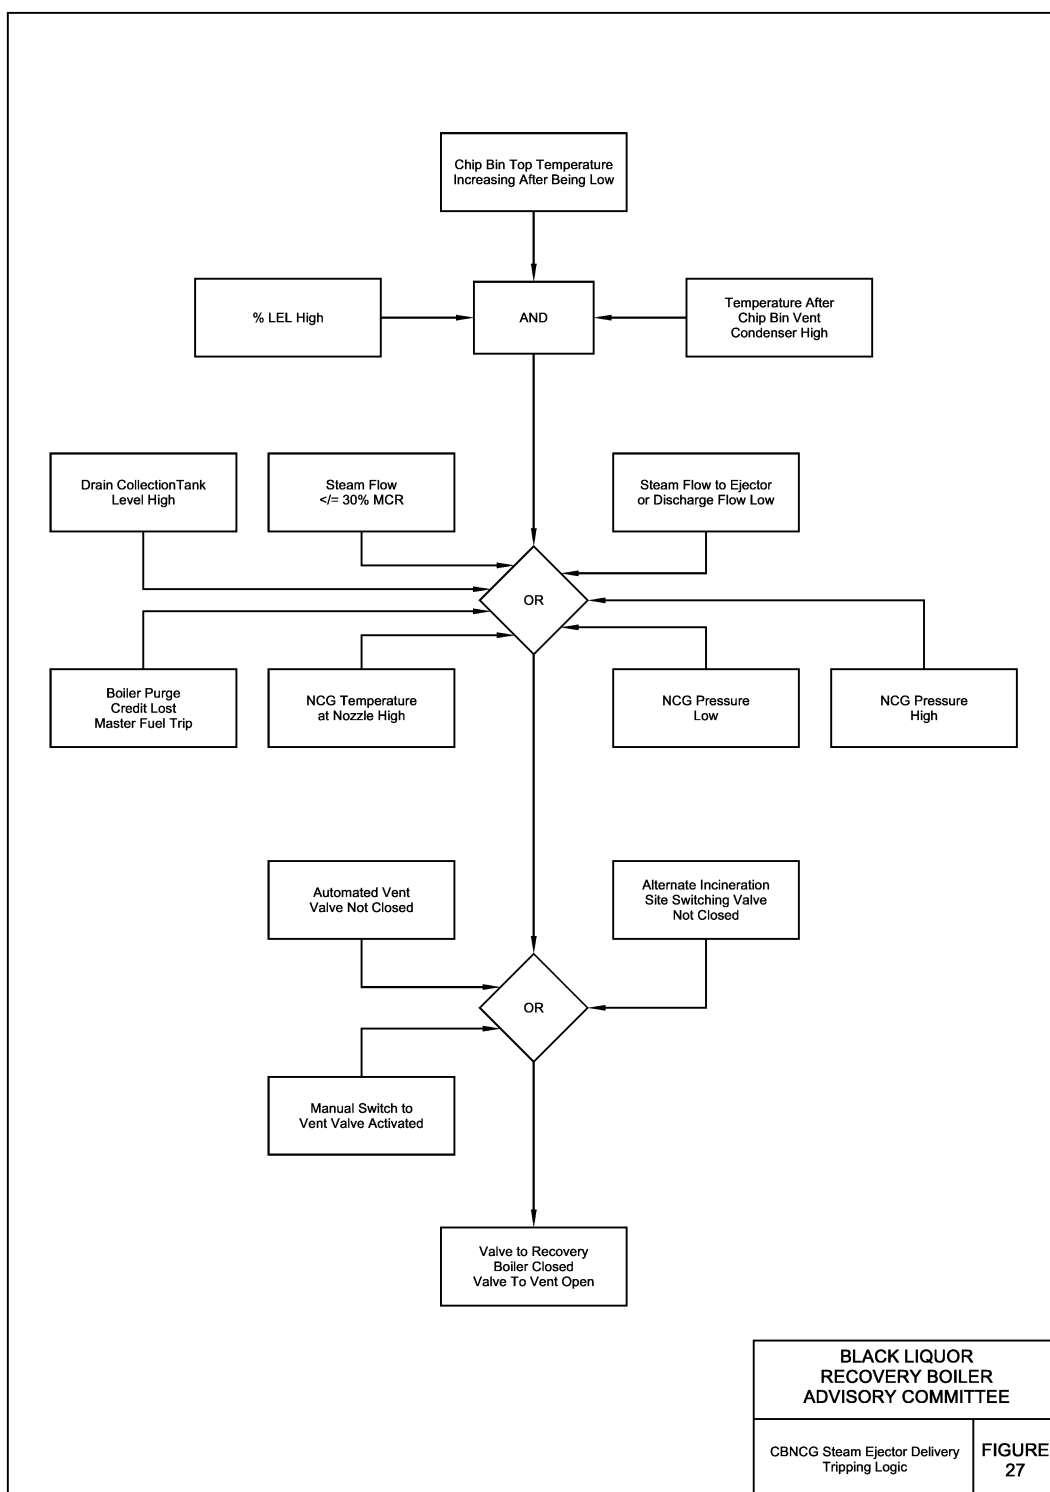 Chip Bin Top Temperature
Increasing After Being Low
% LEL High
AND
Temperature After
Chip Bin Vent
Condenser High
Drain CollectionTank
Level High
Steam Flow
</= 30% MCR
Steam Flow to Ejector
or Discharge Flow Low
OR
Boiler Purge
Credit Lost
Master Fuel Trip
NCG Temperature
at Nozzle High
NCG Pressure
Low
NCG Pressure
High
Automated Vent
Valve Not Closed
Alternate Incineration
Site Switching Valve
Not Closed
OR
Manual Switch to
Vent Valve Activated
Valve to Recovery
Boiler Closed
Valve To Vent Open
BLACK LIQUOR
RECOVERY BOILER
ADVISORY COMMITTEE
CBNCG Steam Ejector Delivery
Tripping Logic
FIGURE
27